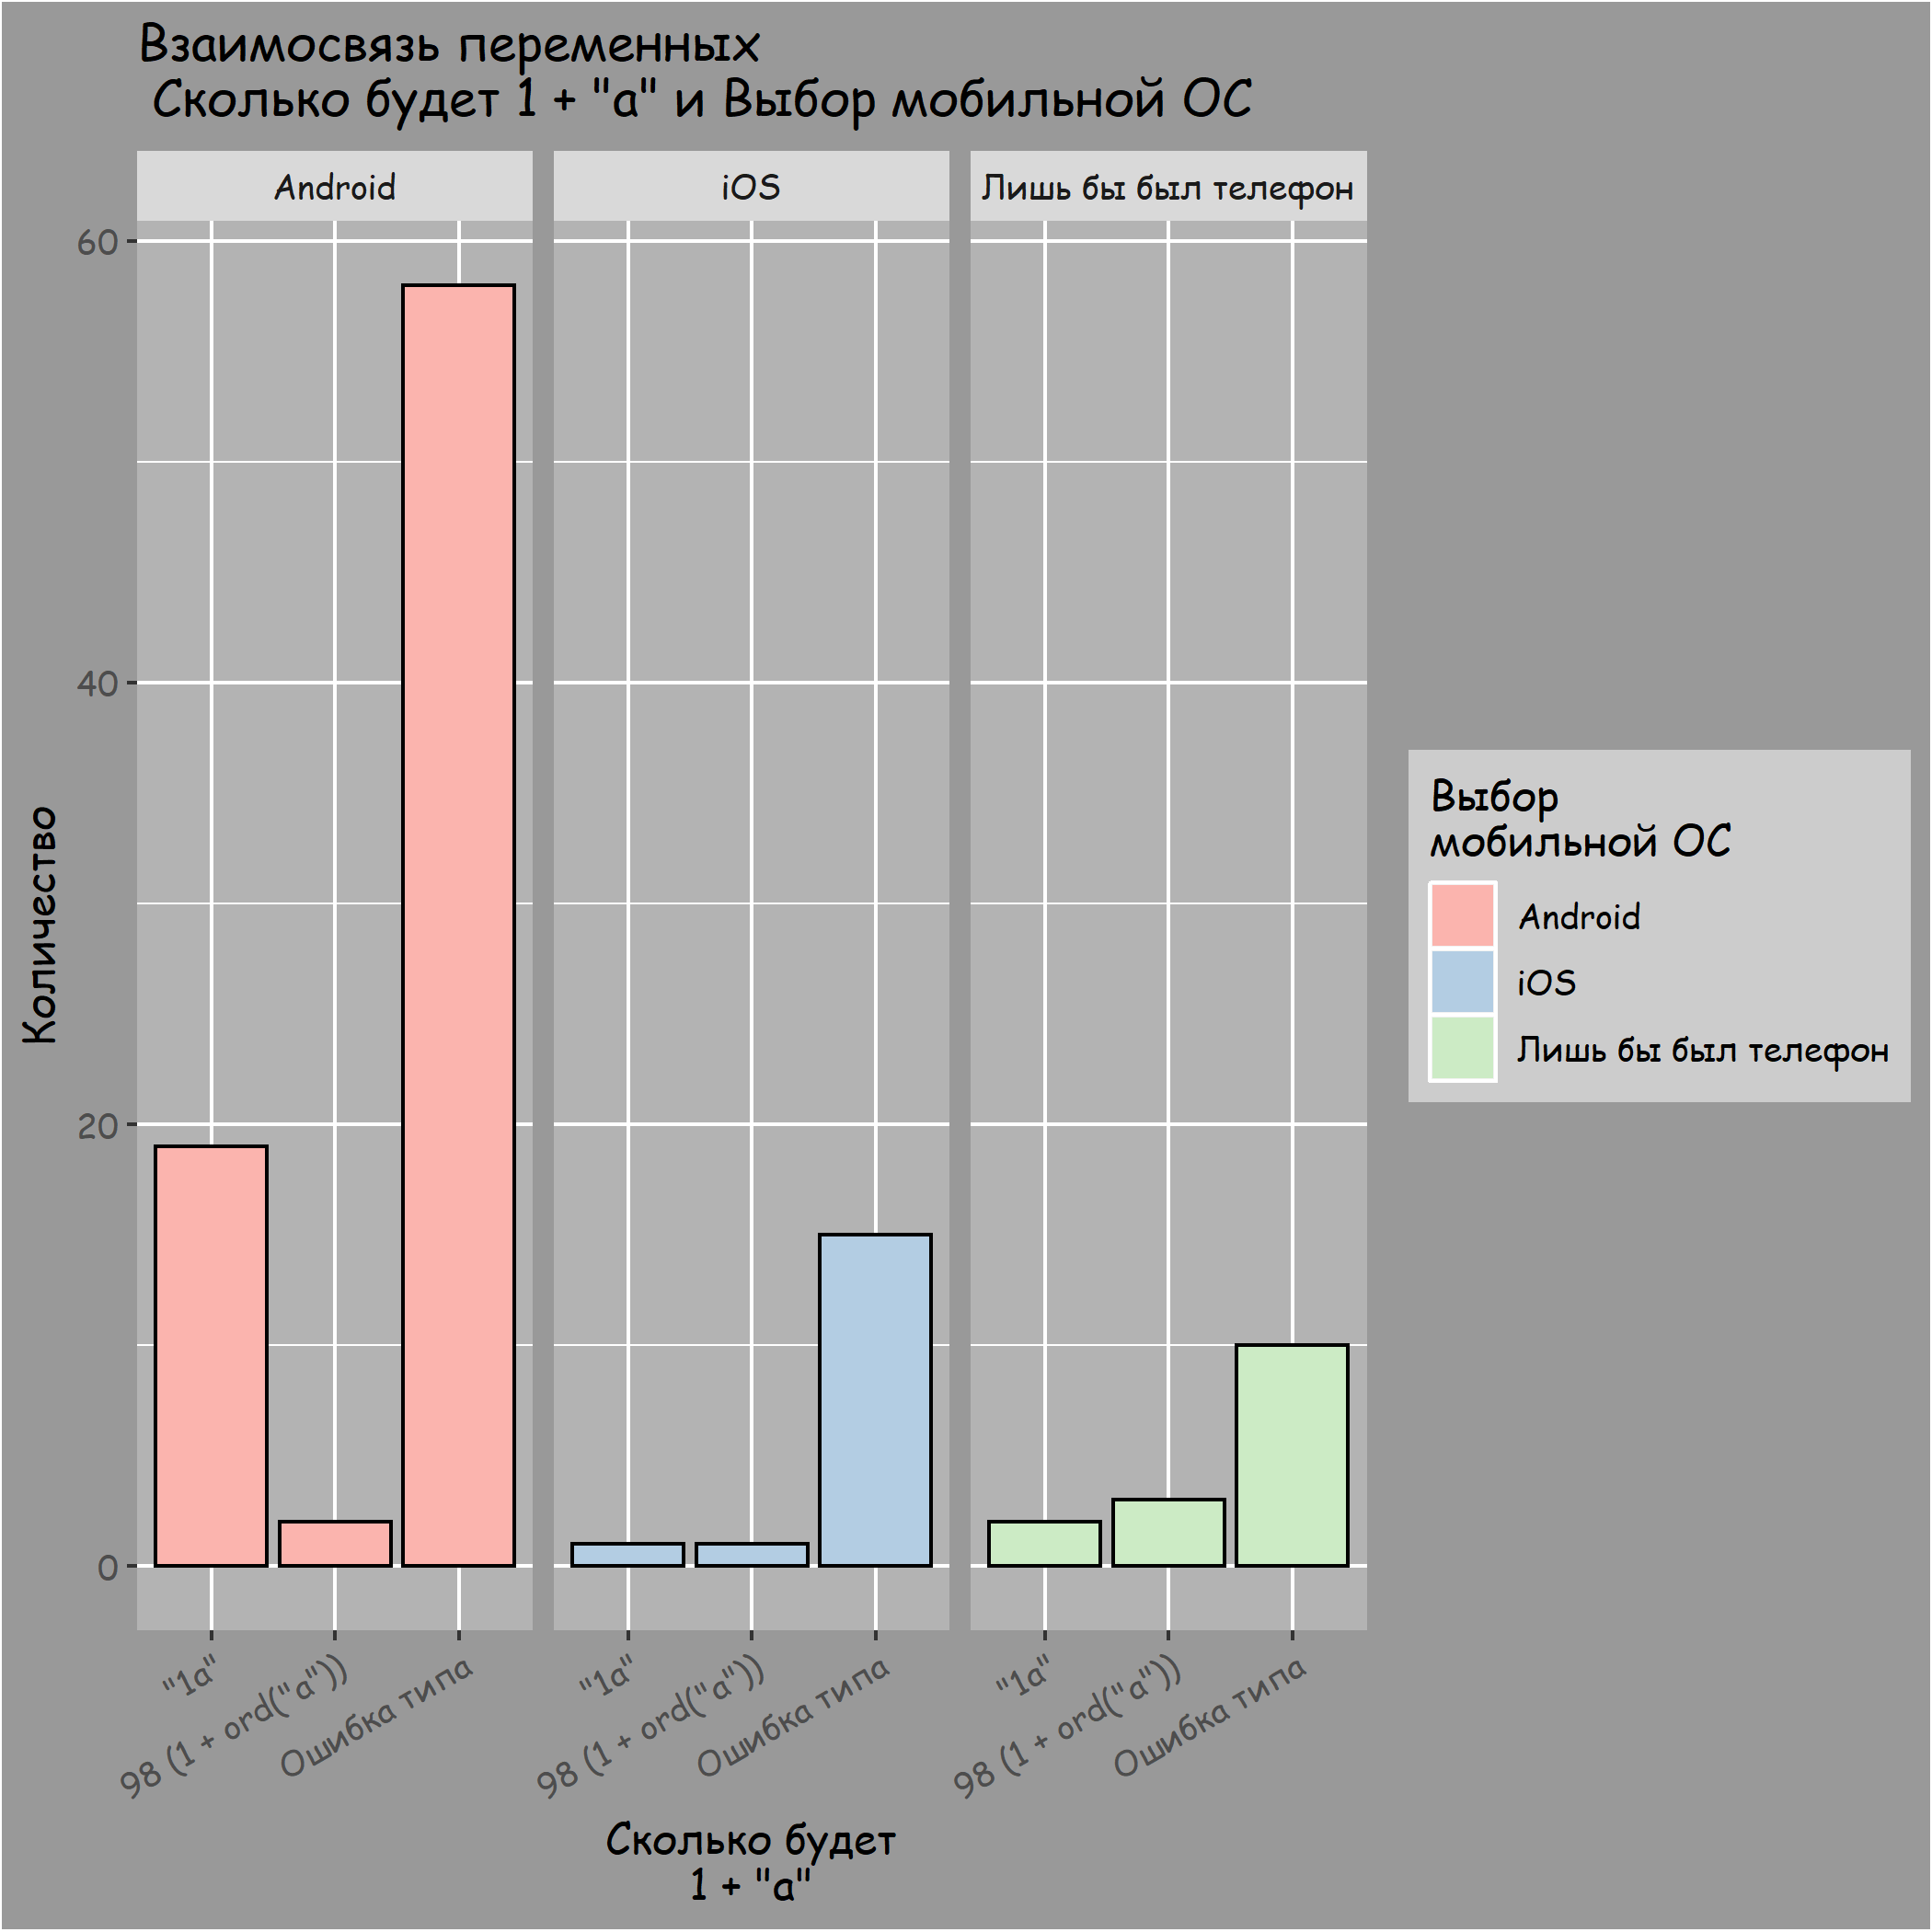 Взаимосвязь переменных
Сколько будет 1 + "a" и Выбор мобильной ОС
Android
iOS
Лишь бы был телефон
60
40
20
0
Количество
"1a"
98 (1 + ord("a"))
Ошибка типа
"1a"
98 (1 + ord("a"))
Ошибка типа
"1a"
98 (1 + ord("a"))
Ошибка типа
Сколько будет
1 + "a"
Выбор
мобильной ОС
Android
iOS
Лишь бы был телефон